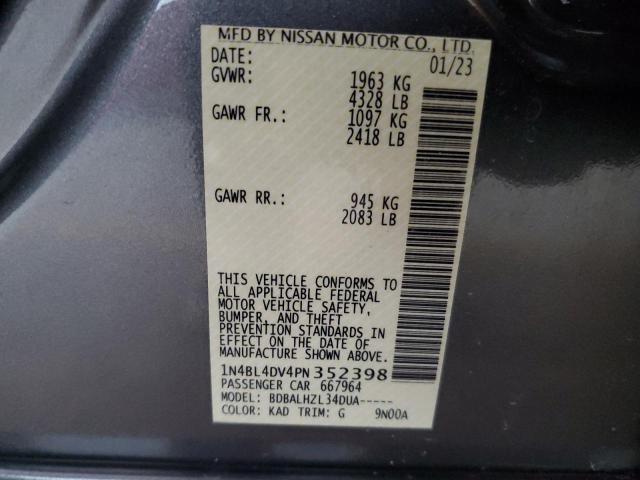 MFD BY NISSAN MOTOR CO., LTD.
DATE: 01/23
GVWR: 1963 KG
4328 LB
GAWR FR.: 1097 KG
2418 LB
GAWR RR.: 945 KG
2083 LB
THIS VEHICLE CONFORMS TO
ALL APPLICABLE FEDERAL
MOTOR VEHICLE SAFETY,
BUMPER, AND THEFT
PREVENTION STANDARDS IN
EFFECT ON THE DATE OF
MANUFACTURE SHOWN ABOVE.
1N4BL4DV4PN352398
PASSENGER CAR 667964
MODEL: BDBALHZL34DUA-----
COLOR: KAD TRIM: G 9N00A